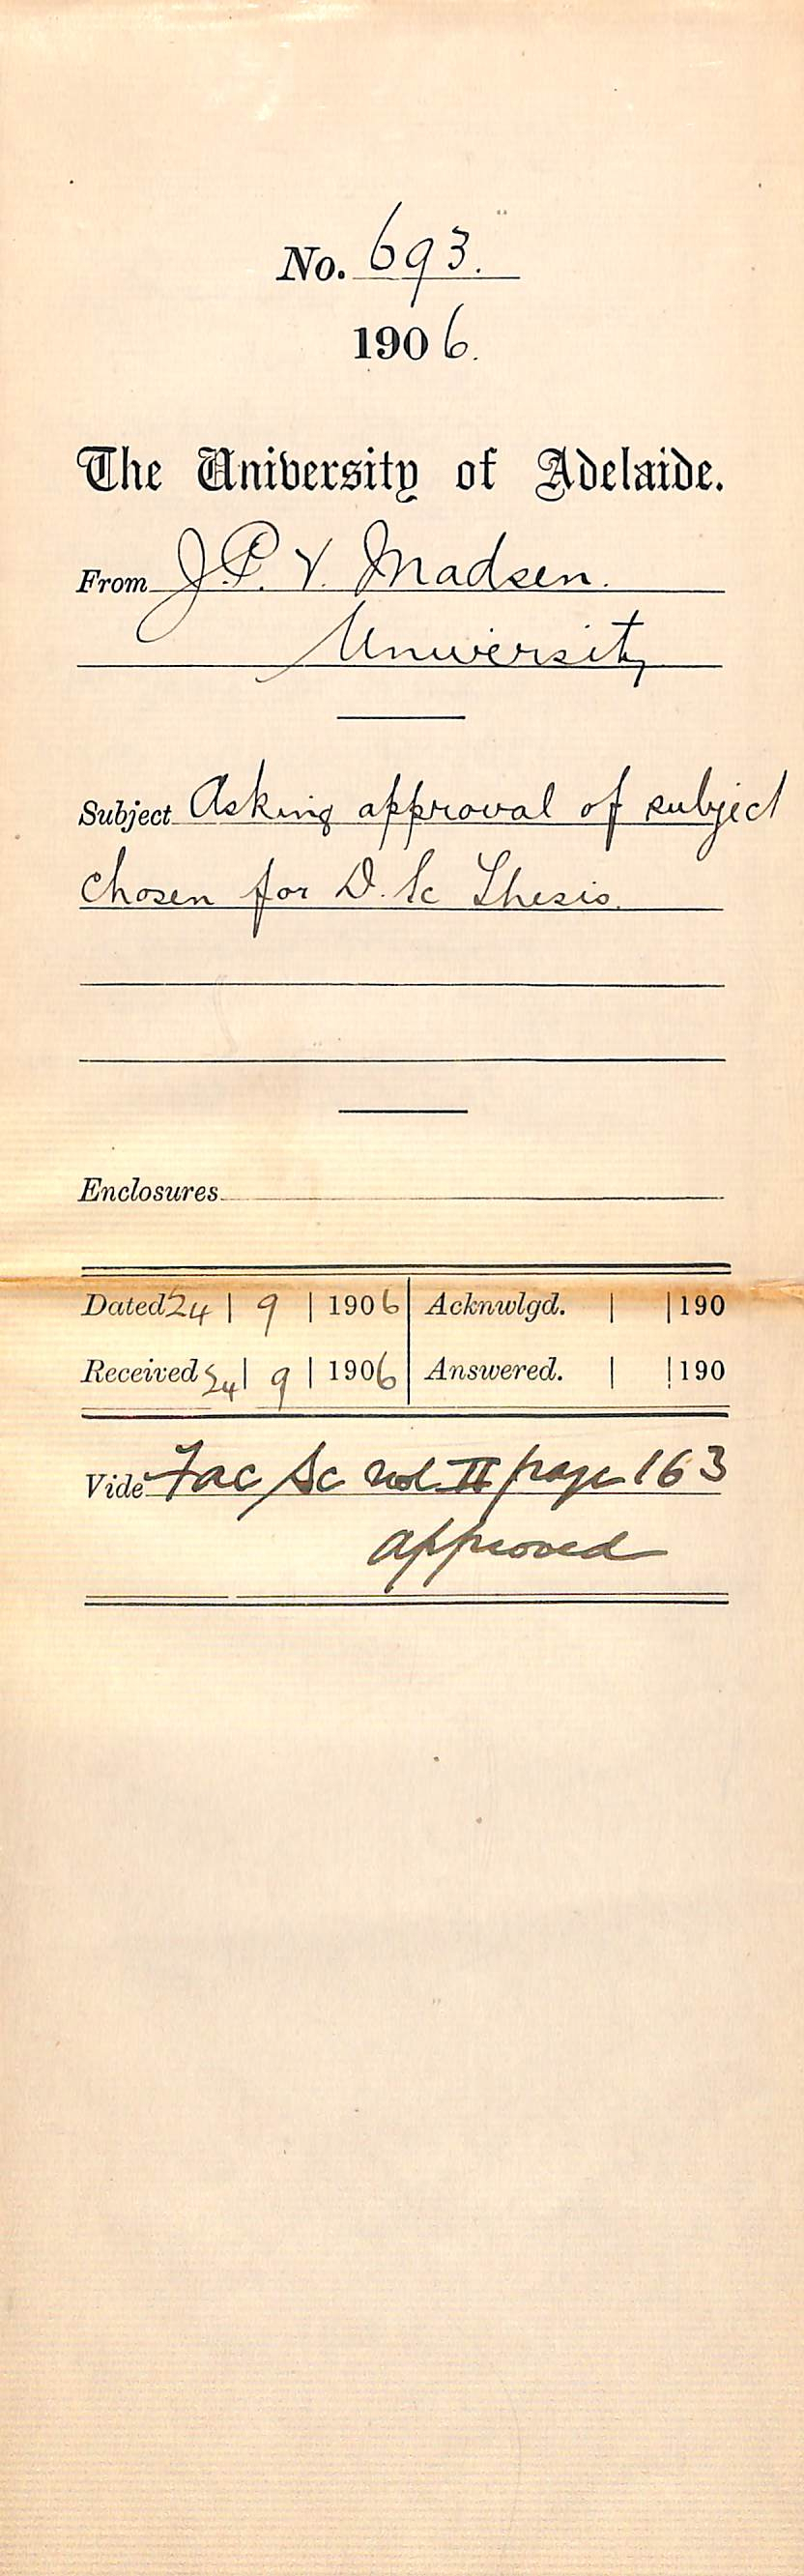 No. 693.
1906.
The University of Adelaide.
From J.P.V. Madsen.
University
Subject Asking approval of subject
chosen for D.Sc Thesis.
Enclosures
Dated 24 | 9 | 1906 Acknwlgd. | | 190
Received 24 | 9 | 1906 Answered. | | 190
Vide Fac Sc vol II page 163
approved